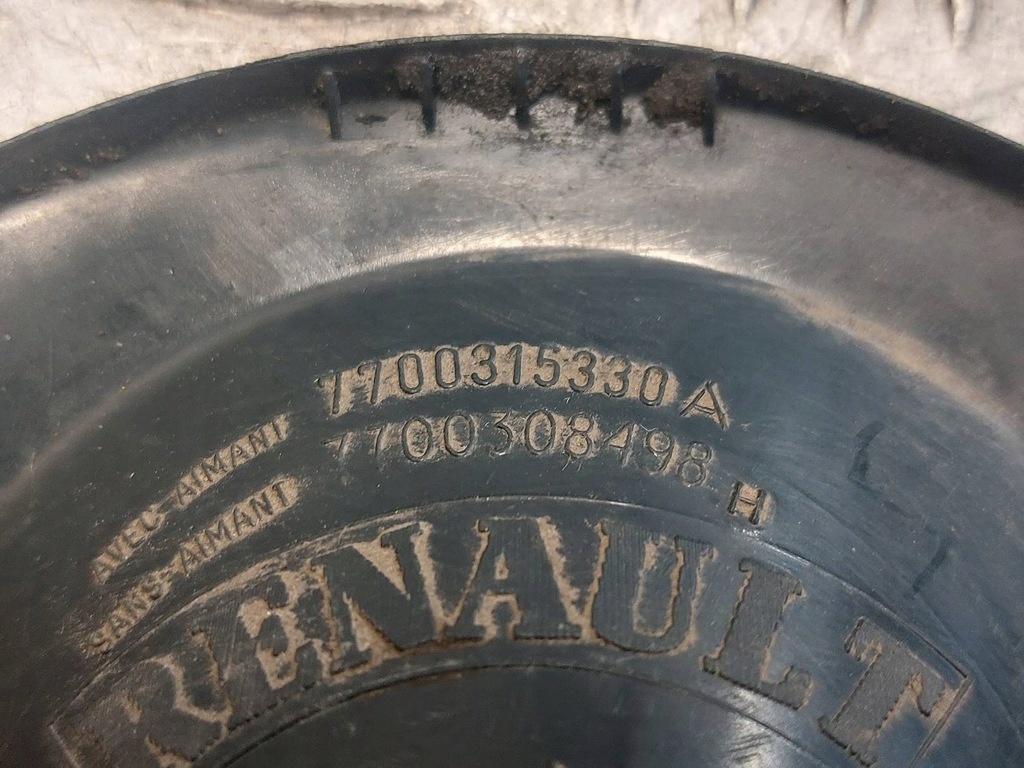 AVEC-AIMANT 7700315330 A
SANS-AIMANT 7700308498 H
RENAULT